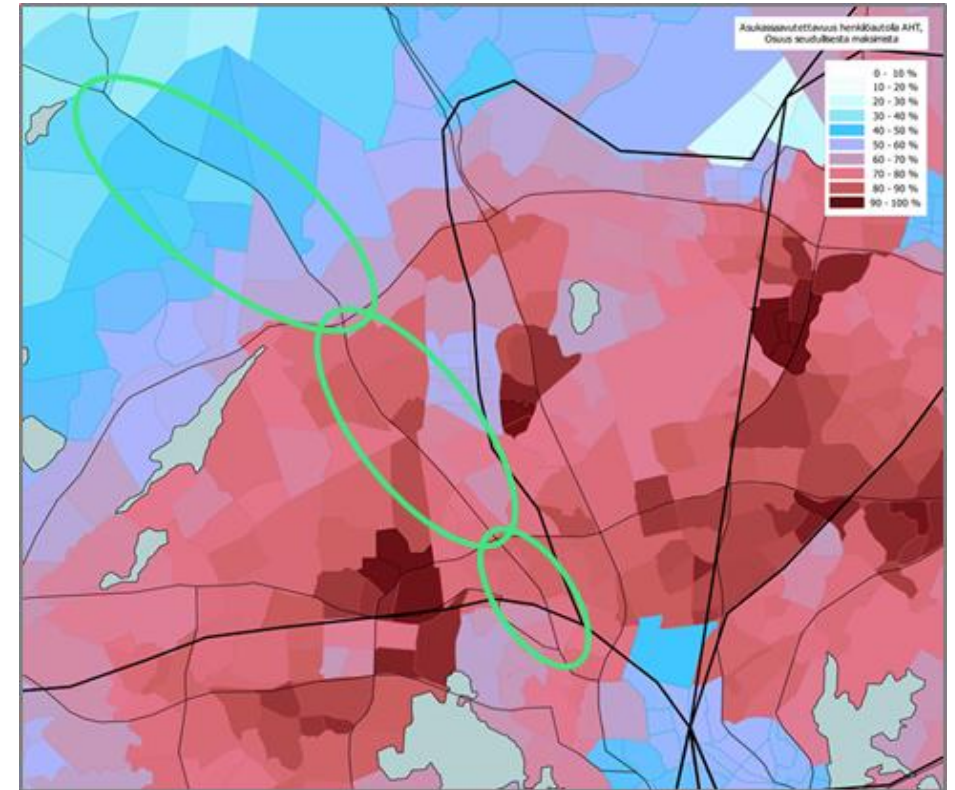 Asukassaavutettavuus henkilöautolla AHT,
Osuus seudullisesta maksimista
0 - 10 %
10 - 20 %
20 - 30 %
30 - 40 %
40 - 50 %
50 - 60 %
60 - 70 %
70 - 80 %
80 - 90 %
90 - 100 %